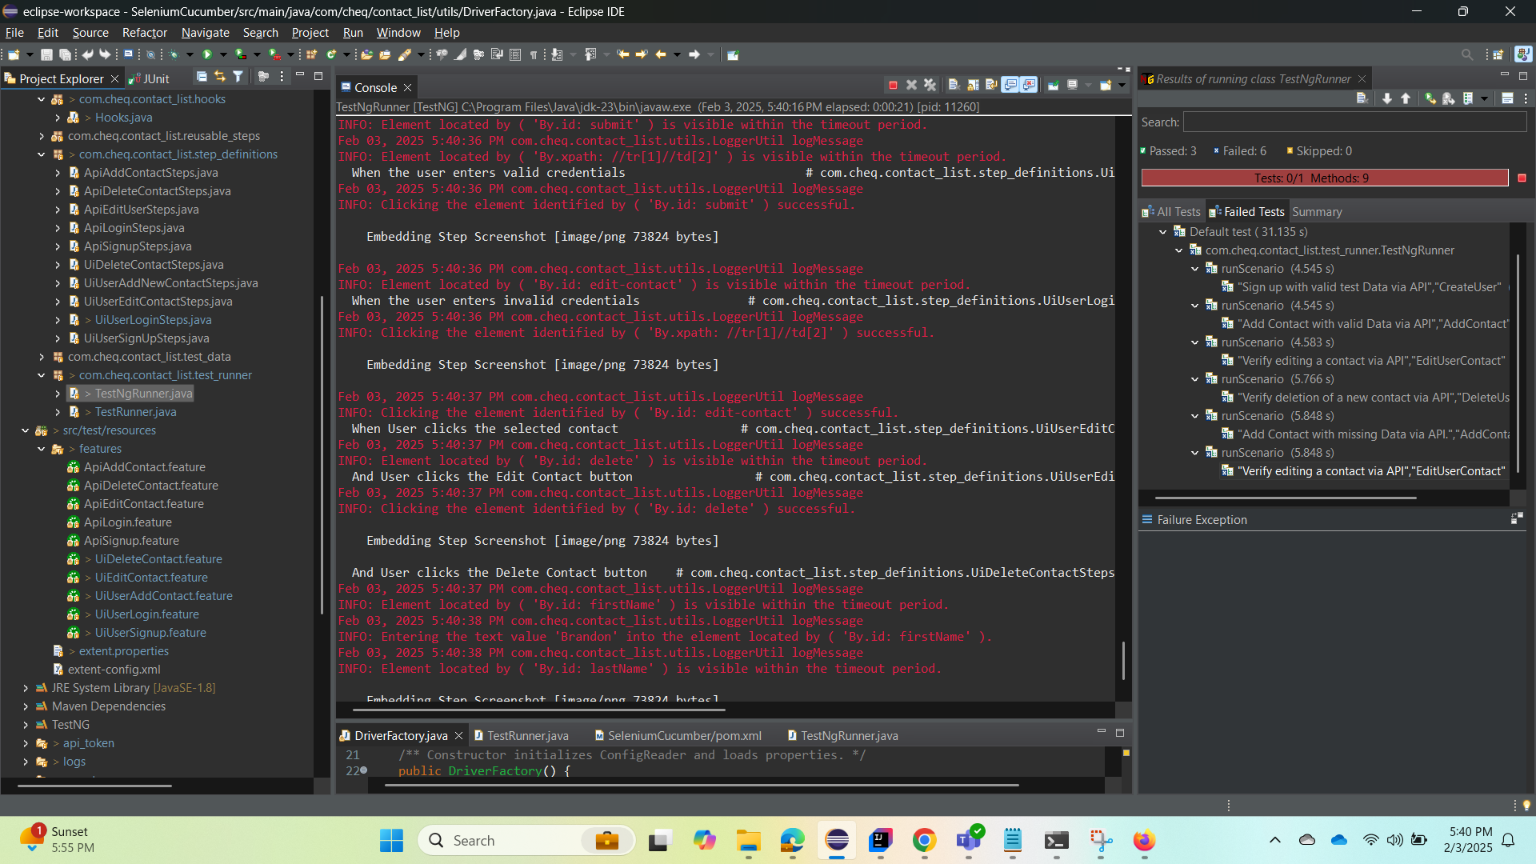 eclipse-workspace - SeleniumCucumber/src/main/java/com/cheq/contact_list/utils/DriverFactory.java - Eclipse IDE
File Edit Source Refactor Navigate Search Project Run Window Help
Project Explorer
JUnit
> com.cheq.contact_list.hooks
> Hooks.java
com.cheq.contact_list.reusable_steps
> com.cheq.contact_list.step_definitions
ApiAddContactSteps.java
ApiDeleteContactSteps.java
ApiEditUserSteps.java
ApiLoginSteps.java
ApiSignupSteps.java
UiDeleteContactSteps.java
UiUserAddNewContactSteps.java
UiUserEditContactSteps.java
> UiUserLoginSteps.java
UiUserSignUpSteps.java
com.cheq.contact_list.test_data
> com.cheq.contact_list.test_runner
> TestNgRunner.java
> TestRunner.java
> src/test/resources
> features
ApiAddContact.feature
ApiDeleteContact.feature
ApiEditContact.feature
ApiLogin.feature
ApiSignup.feature
> UiDeleteContact.feature
> UiEditContact.feature
> UiUserAddContact.feature
> UiUserLogin.feature
> UiUserSignup.feature
> extent.properties
extent-config.xml
JRE System Library [JavaSE-1.8]
Maven Dependencies
TestNG
> api_token
> logs
Console
TestNgRunner [TestNG] C:\Program Files\Java\jdk-23\bin\javaw.exe (Feb 3, 2025, 5:40:16 PM elapsed: 0:00:21) [pid: 11260]
INFO: Element located by ( 'By.id: submit' ) is visible within the timeout period.
Feb 03, 2025 5:40:36 PM com.cheq.contact_list.utils.LoggerUtil logMessage
INFO: Element located by ( 'By.xpath: //tr[1]//td[2]' ) is visible within the timeout period.
When the user enters valid credentials # com.cheq.contact_list.step_definitions.Ui
Feb 03, 2025 5:40:36 PM com.cheq.contact_list.utils.LoggerUtil logMessage
INFO: Clicking the element identified by ( 'By.id: submit' ) successful.
Embedding Step Screenshot [image/png 73824 bytes]
Feb 03, 2025 5:40:36 PM com.cheq.contact_list.utils.LoggerUtil logMessage
INFO: Element located by ( 'By.id: edit-contact' ) is visible within the timeout period.
When the user enters invalid credentials # com.cheq.contact_list.step_definitions.UiUserLogi
Feb 03, 2025 5:40:36 PM com.cheq.contact_list.utils.LoggerUtil logMessage
INFO: Clicking the element identified by ( 'By.xpath: //tr[1]//td[2]' ) successful.
Embedding Step Screenshot [image/png 73824 bytes]
Feb 03, 2025 5:40:37 PM com.cheq.contact_list.utils.LoggerUtil logMessage
INFO: Clicking the element identified by ( 'By.id: edit-contact' ) successful.
When User clicks the selected contact # com.cheq.contact_list.step_definitions.UiUserEditC
Feb 03, 2025 5:40:37 PM com.cheq.contact_list.utils.LoggerUtil logMessage
INFO: Element located by ( 'By.id: delete' ) is visible within the timeout period.
And User clicks the Edit Contact button # com.cheq.contact_list.step_definitions.UiUserEdi
Feb 03, 2025 5:40:37 PM com.cheq.contact_list.utils.LoggerUtil logMessage
INFO: Clicking the element identified by ( 'By.id: delete' ) successful.
Embedding Step Screenshot [image/png 73824 bytes]
And User clicks the Delete Contact button # com.cheq.contact_list.step_definitions.UiDeleteContactSteps
Feb 03, 2025 5:40:37 PM com.cheq.contact_list.utils.LoggerUtil logMessage
INFO: Element located by ( 'By.id: firstName' ) is visible within the timeout period.
Feb 03, 2025 5:40:38 PM com.cheq.contact_list.utils.LoggerUtil logMessage
INFO: Entering the text value 'Brandon' into the element located by ( 'By.id: firstName' ).
Feb 03, 2025 5:40:38 PM com.cheq.contact_list.utils.LoggerUtil logMessage
INFO: Element located by ( 'By.id: lastName' ) is visible within the timeout period.
Embedding Step Screenshot [image/png 73824 bytes]
DriverFactory.java
TestRunner.java
SeleniumCucumber/pom.xml
TestNgRunner.java
21 /** Constructor initializes ConfigReader and loads properties. */
22 public DriverFactory() {
Results of running class TestNgRunner
Search:
Passed: 3 Failed: 6 Skipped: 0
Tests: 0/1 Methods: 9
All Tests Failed Tests Summary
Default test ( 31.135 s)
com.cheq.contact_list.test_runner.TestNgRunner
runScenario (4.545 s)
"Sign up with valid test Data via API","CreateUser"
runScenario (4.545 s)
"Add Contact with valid Data via API","AddContact"
runScenario (4.583 s)
"Verify editing a contact via API","EditUserContact"
runScenario (5.766 s)
"Verify deletion of a new contact via API","DeleteUs
runScenario (5.848 s)
"Add Contact with missing Data via API.","AddConta
runScenario (5.848 s)
"Verify editing a contact via API","EditUserContact"
Failure Exception
1
Sunset
5:55 PM
Search
5:40 PM
2/3/2025